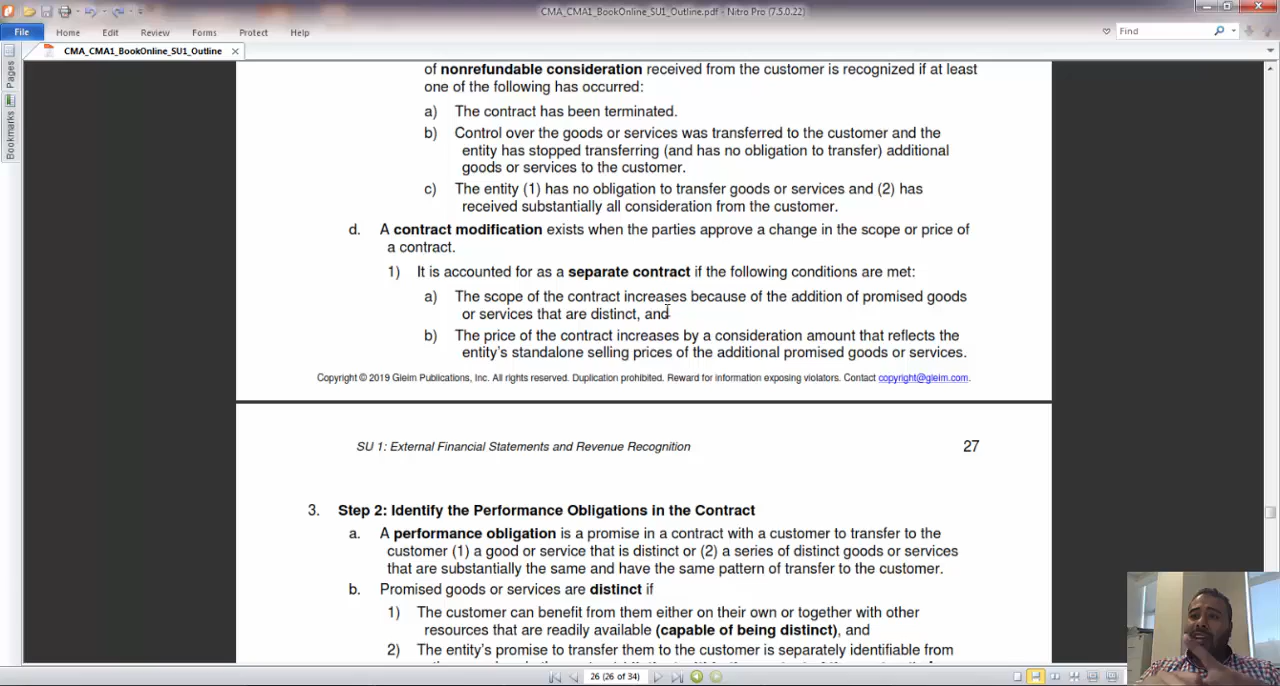 CMA_CMA1_BookOnline_SU1_Outline.pdf - Nitro Pro (7.5.0.22)
File Home Edit Review Forms Protect Help
Find
CMA_CMA1_BookOnline_SU1_Outline
Pages
Bookmarks
of nonrefundable consideration received from the customer is recognized if at least
one of the following has occurred:
a) The contract has been terminated.
b) Control over the goods or services was transferred to the customer and the
entity has stopped transferring (and has no obligation to transfer) additional
goods or services to the customer.
c) The entity (1) has no obligation to transfer goods or services and (2) has
received substantially all consideration from the customer.
d. A contract modification exists when the parties approve a change in the scope or price of
a contract.
1) It is accounted for as a separate contract if the following conditions are met:
a) The scope of the contract increases because of the addition of promised goods
or services that are distinct, and
b) The price of the contract increases by a consideration amount that reflects the
entity's standalone selling prices of the additional promised goods or services.
Copyright © 2019 Gleim Publications, Inc. All rights reserved. Duplication prohibited. Reward for information exposing violators. Contact copyright@gleim.com.
SU 1: External Financial Statements and Revenue Recognition 27
3. Step 2: Identify the Performance Obligations in the Contract
a. A performance obligation is a promise in a contract with a customer to transfer to the
customer (1) a good or service that is distinct or (2) a series of distinct goods or services
that are substantially the same and have the same pattern of transfer to the customer.
b. Promised goods or services are distinct if
1) The customer can benefit from them either on their own or together with other
resources that are readily available (capable of being distinct), and
2) The entity's promise to transfer them to the customer is separately identifiable from
26 (26 of 34)